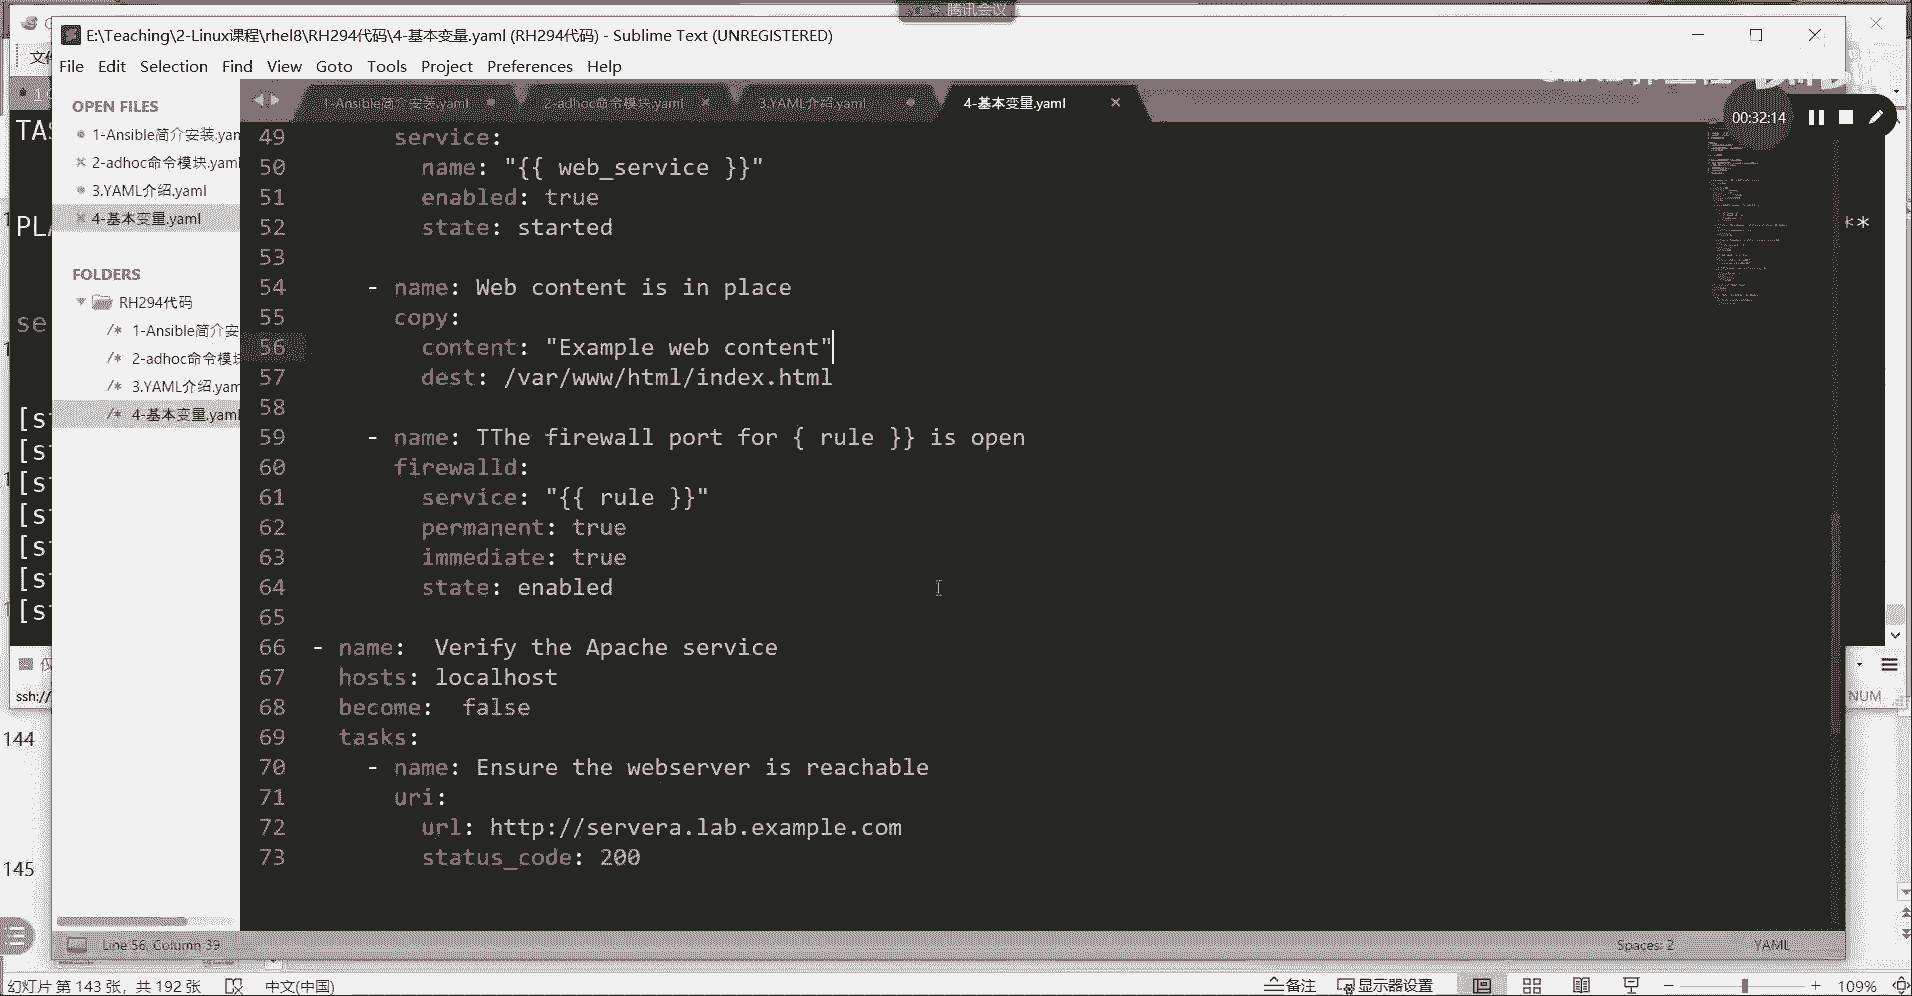 腾讯会议
E:\Teaching\2-Linux课程\rhel8\RH294代码\4-基本变量.yaml (RH294代码) - Sublime Text (UNREGISTERED)
File Edit Selection Find View Goto Tools Project Preferences Help
OPEN FILES
1-Ansible简介安装.yam
2-adhoc命令模块.yaml
3.YAML介绍.yaml
4-基本变量.yaml
FOLDERS
RH294代码
/* 1-Ansible简介安
/* 2-adhoc命令模块
/* 3.YAML介绍.yam
/* 4-基本变量.yaml
1-Ansible简介安装.yaml
2-adhoc命令模块.yaml
3.YAML介绍.yaml
4-基本变量.yaml
00:32:14
49 service:
50 name: "{{ web_service }}"
51 enabled: true
52 state: started
53
54 - name: Web content is in place
55 copy:
56 content: "Example web content"
57 dest: /var/www/html/index.html
58
59 - name: TThe firewall port for { rule }} is open
60 firewalld:
61 service: "{{ rule }}"
62 permanent: true
63 immediate: true
64 state: enabled
65
66 - name:  Verify the Apache service
67 hosts: localhost
68 become:  false
69 tasks:
70 - name: Ensure the webserver is reachable
71 uri:
72 url: http://servera.lab.example.com
73 status_code: 200
Line 56, Column 39
Spaces: 2
YAML
TAS
PLA
**
se
[s
[s
[s
[s
[s
[s
[s
ssh://
NUM
144
145
幻灯片 第 143 张，共 192 张
中文(中国)
备注
显示器设置
109%